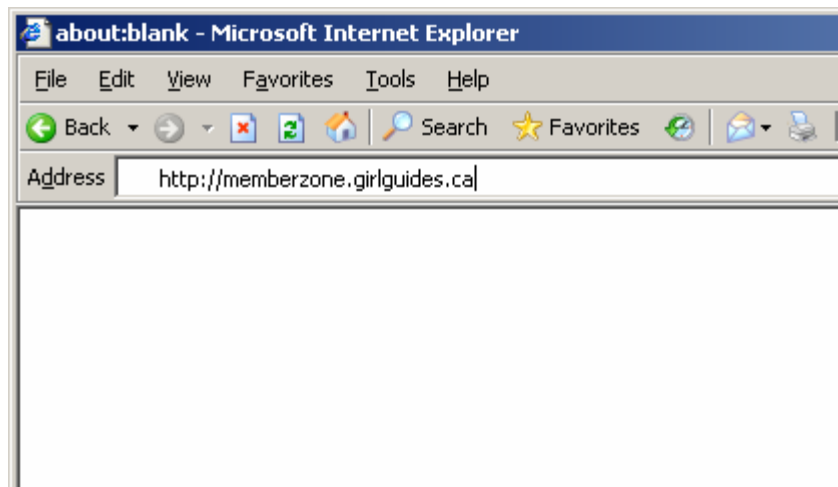 about:blank - Microsoft Internet Explorer
File Edit View Favorites Tools Help
Back Search Favorites
Address http://memberzone.girlguides.ca